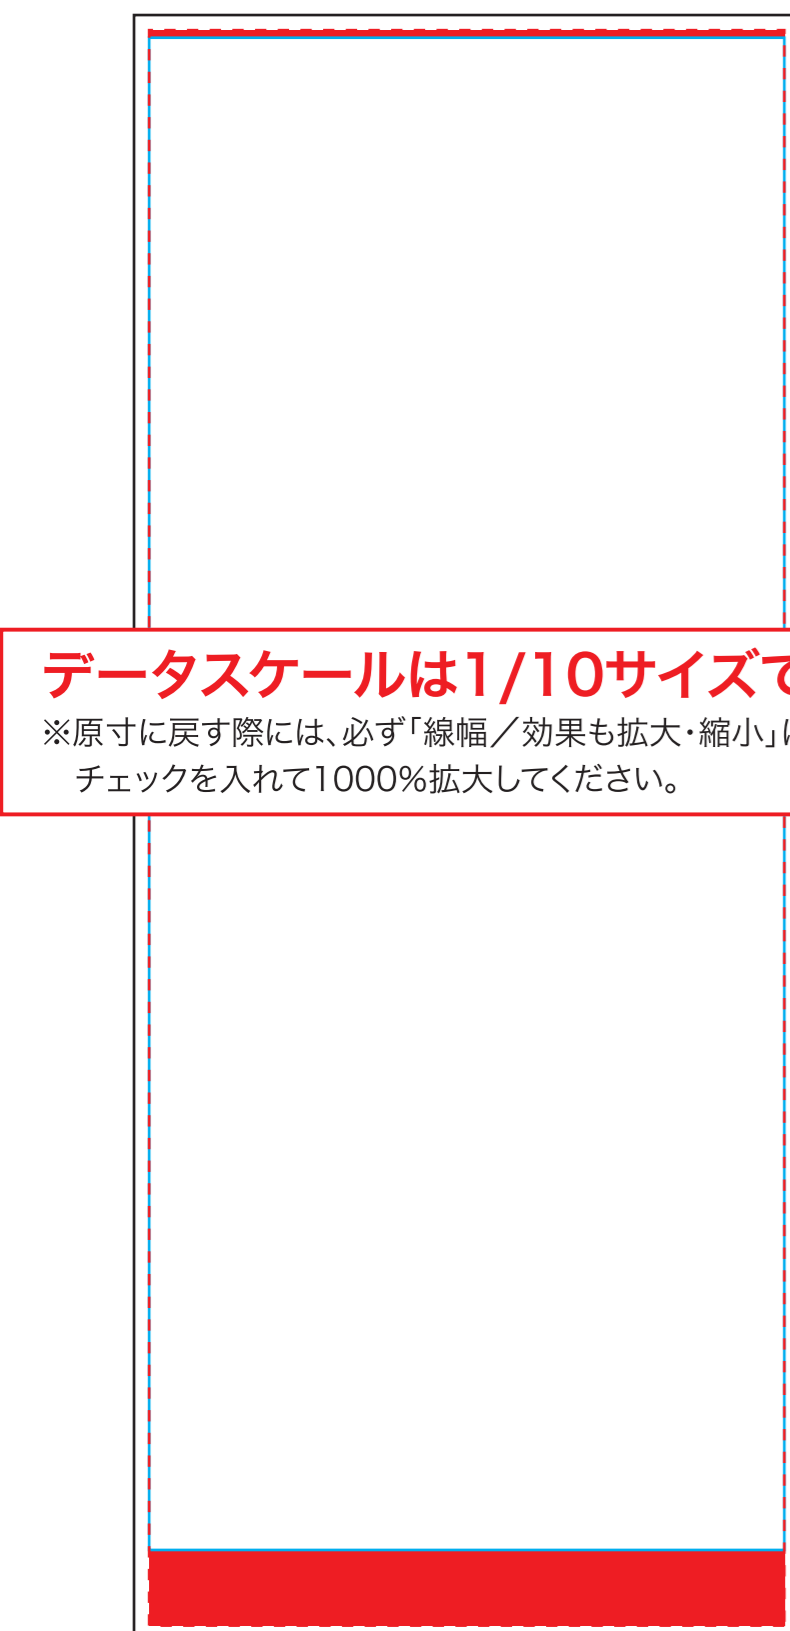 データスケールは1/10サイズで
※原寸に戻す際には、必ず「線幅／効果も拡大・縮小」に
チェックを入れて1000%拡大してください。